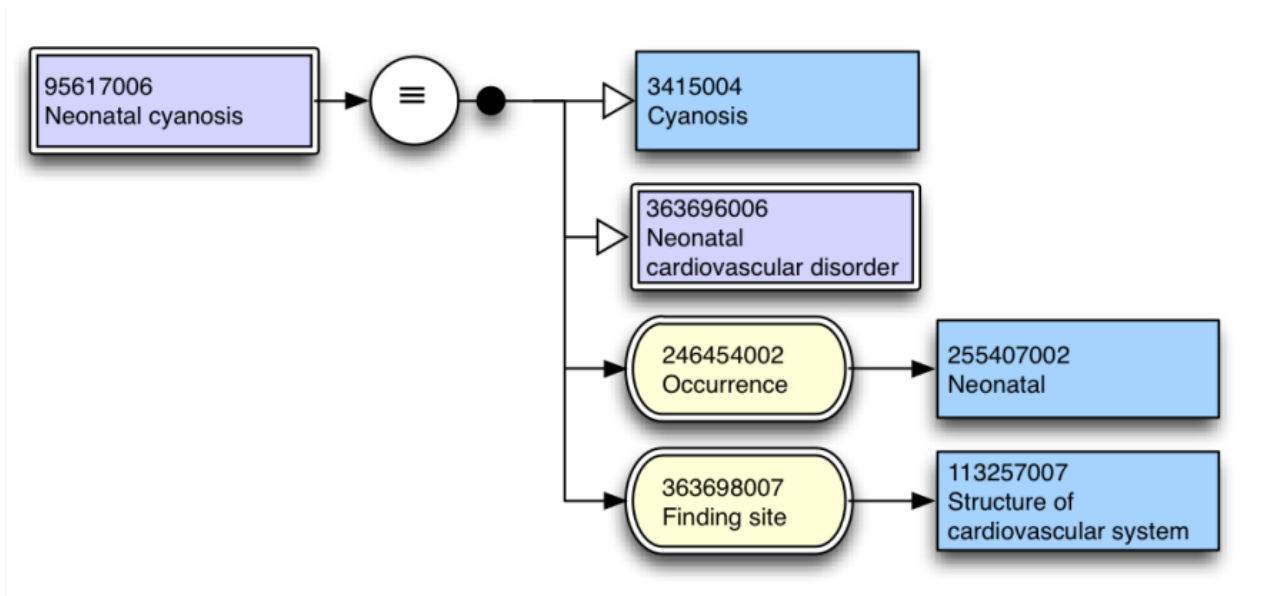 95617006
Neonatal cyanosis
≡
3415004
Cyanosis
363696006
Neonatal
cardiovascular disorder
246454002
Occurrence
255407002
Neonatal
363698007
Finding site
113257007
Structure of
cardiovascular system